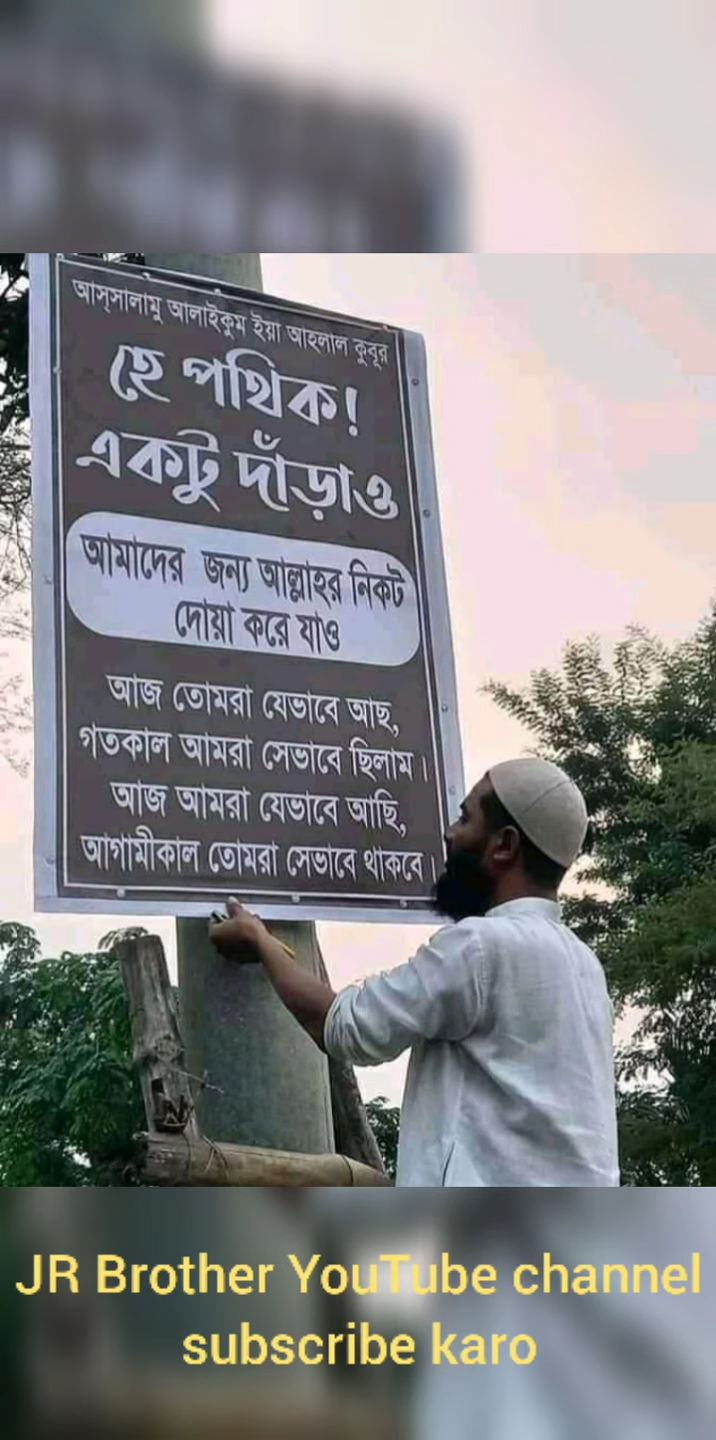 আস্সালামু আলাইকুম ইয়া আহলাল কুবূর
হে পথিক!
একটু দাঁড়াও
আমাদের জন্য আল্লাহর নিকট
দোয়া করে যাও
আজ তোমরা যেভাবে আছ,
গতকাল আমরা সেভাবে ছিলাম।
আজ আমরা যেভাবে আছি,
আগামীকাল তোমরা সেভাবে থাকবে।
JR Brother YouTube channel
subscribe karo